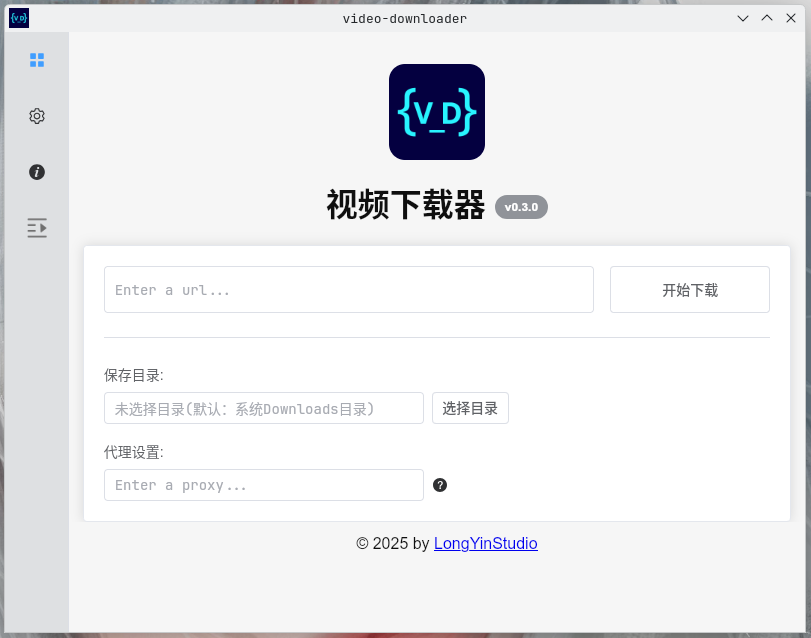 {V_D}
video-downloader
{V_D}
视频下载器 v0.3.0
Enter a url...
开始下载
保存目录:
未选择目录(默认: 系统Downloads目录)
选择目录
代理设置:
Enter a proxy...
© 2025 by LongYinStudio